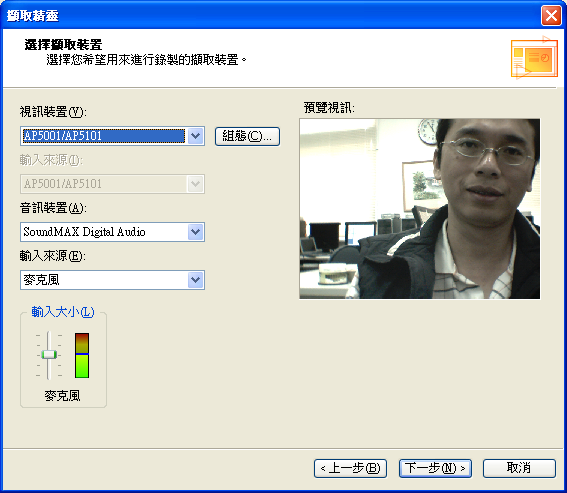 擷取精靈
選擇擷取裝置
選擇您希望用來進行錄製的擷取裝置。
視訊裝置(V):
AP5001/AP5101
組態(C)...
輸入來源(I):
AP5001/AP5101
音訊裝置(A):
SoundMAX Digital Audio
輸入來源(E):
麥克風
輸入大小(L)
麥克風
預覽視訊:
< 上一步(B)
下一步(N) >
取消